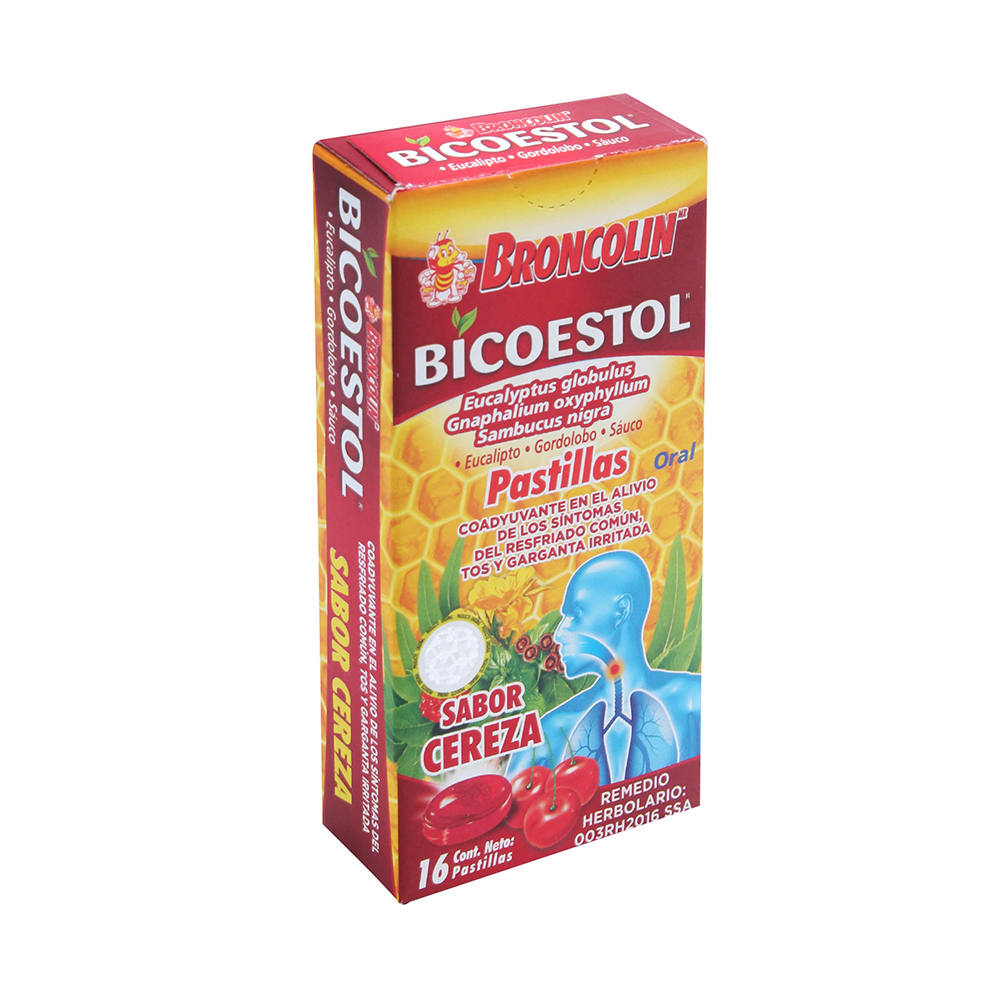 BRONCOLIN
BICOESTOL
• Eucalipto • Gordolobo • Sáuco
BRONCOLIN
BICOESTOL
Eucalyptus globulus
Gnaphalium oxyphyllum
Sambucus nigra
• Eucalipto • Gordolobo • Sáuco
Pastillas
Oral
COADYUVANTE EN EL ALIVIO
DE LOS SÍNTOMAS
DEL RESFRIADO COMÚN,
TOS Y GARGANTA IRRITADA
SABOR
CEREZA
REMEDIO
HERBOLARIO:
003RH2016 SSA
16 Cont. Neto:
Pastillas
BRONCOLIN
BICOESTOL
• Eucalipto • Gordolobo • Sáuco
COADYUVANTE EN EL ALIVIO DE LOS SÍNTOMAS DEL
RESFRIADO COMÚN, TOS Y GARGANTA IRRITADA
SABOR CEREZA